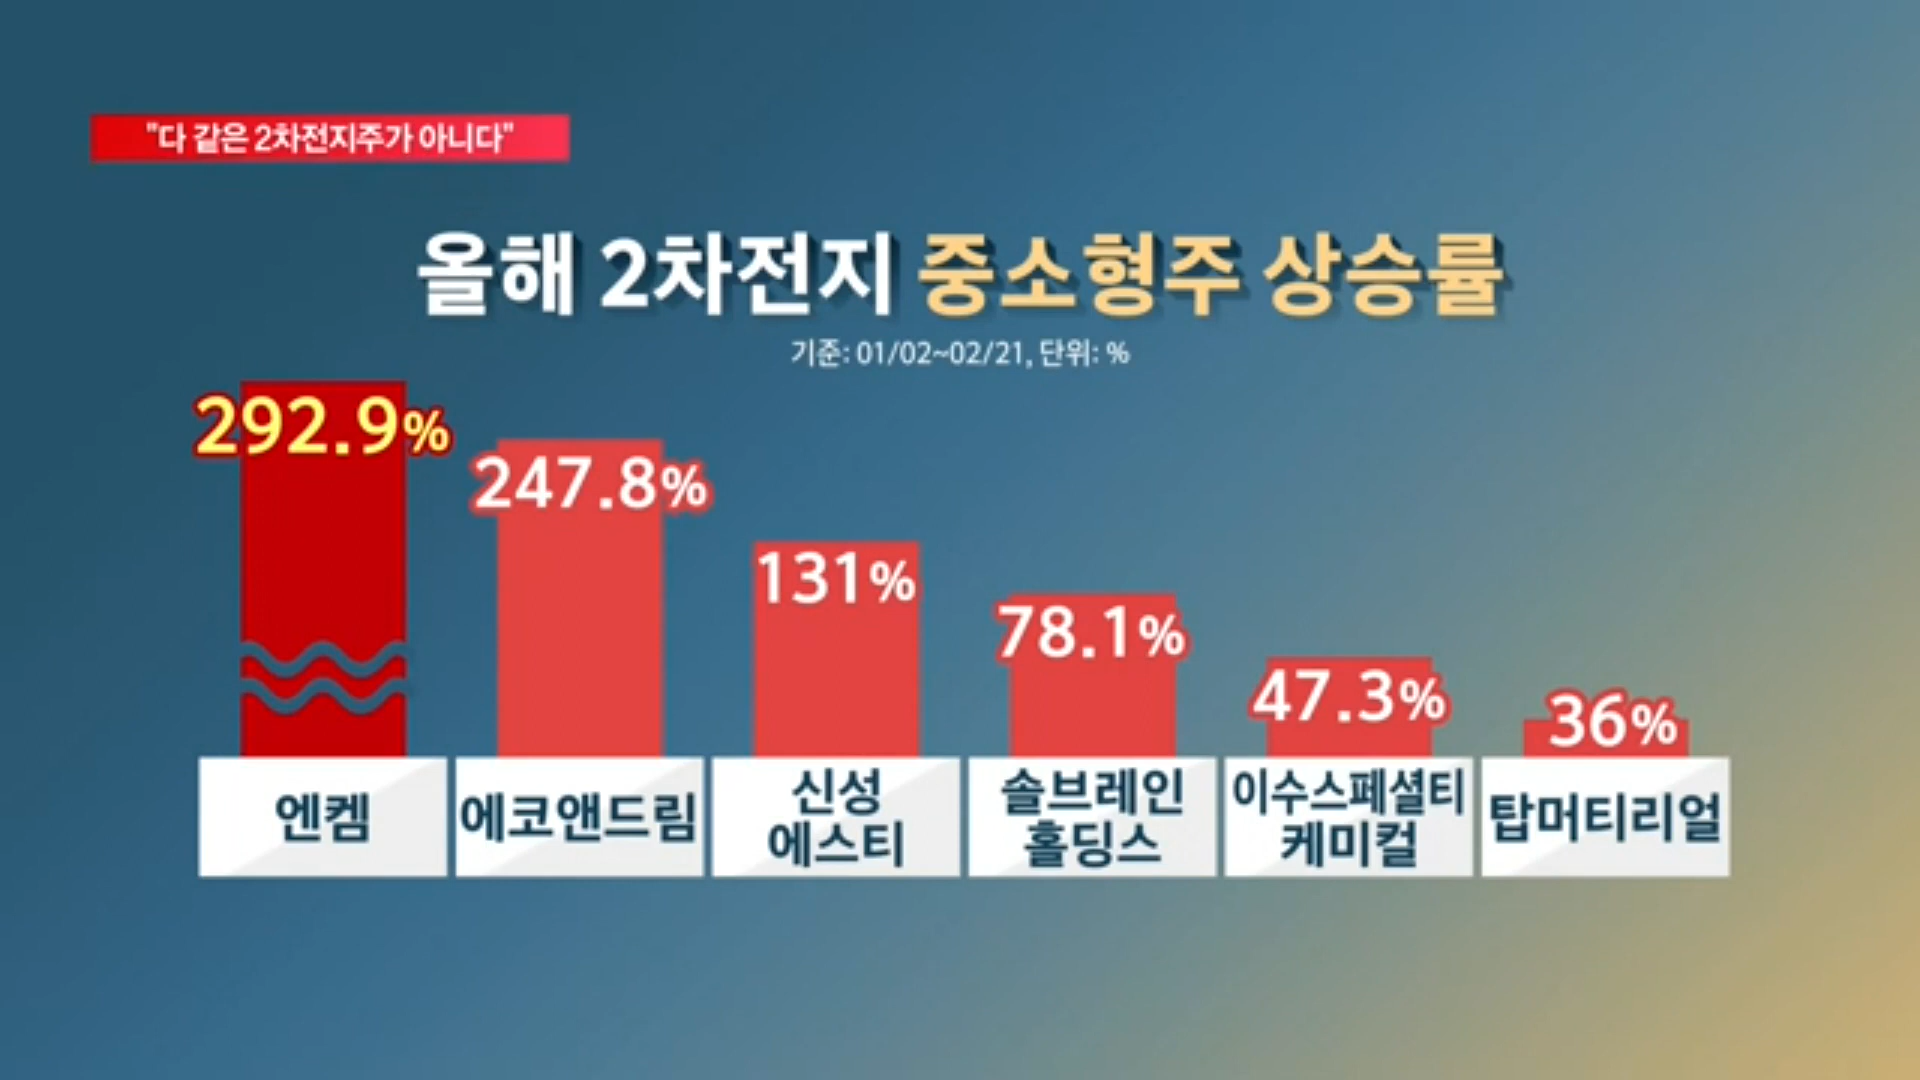 "다 같은 2차전지주가 아니다"
올해 2차전지 중소형주 상승률
기준: 01/02~02/21, 단위: %
292.9%
247.8%
131%
78.1%
47.3%
36%
엔켐
에코앤드림
신성
에스티
솔브레인
홀딩스
이수스페셜티
케미컬
탑머티리얼